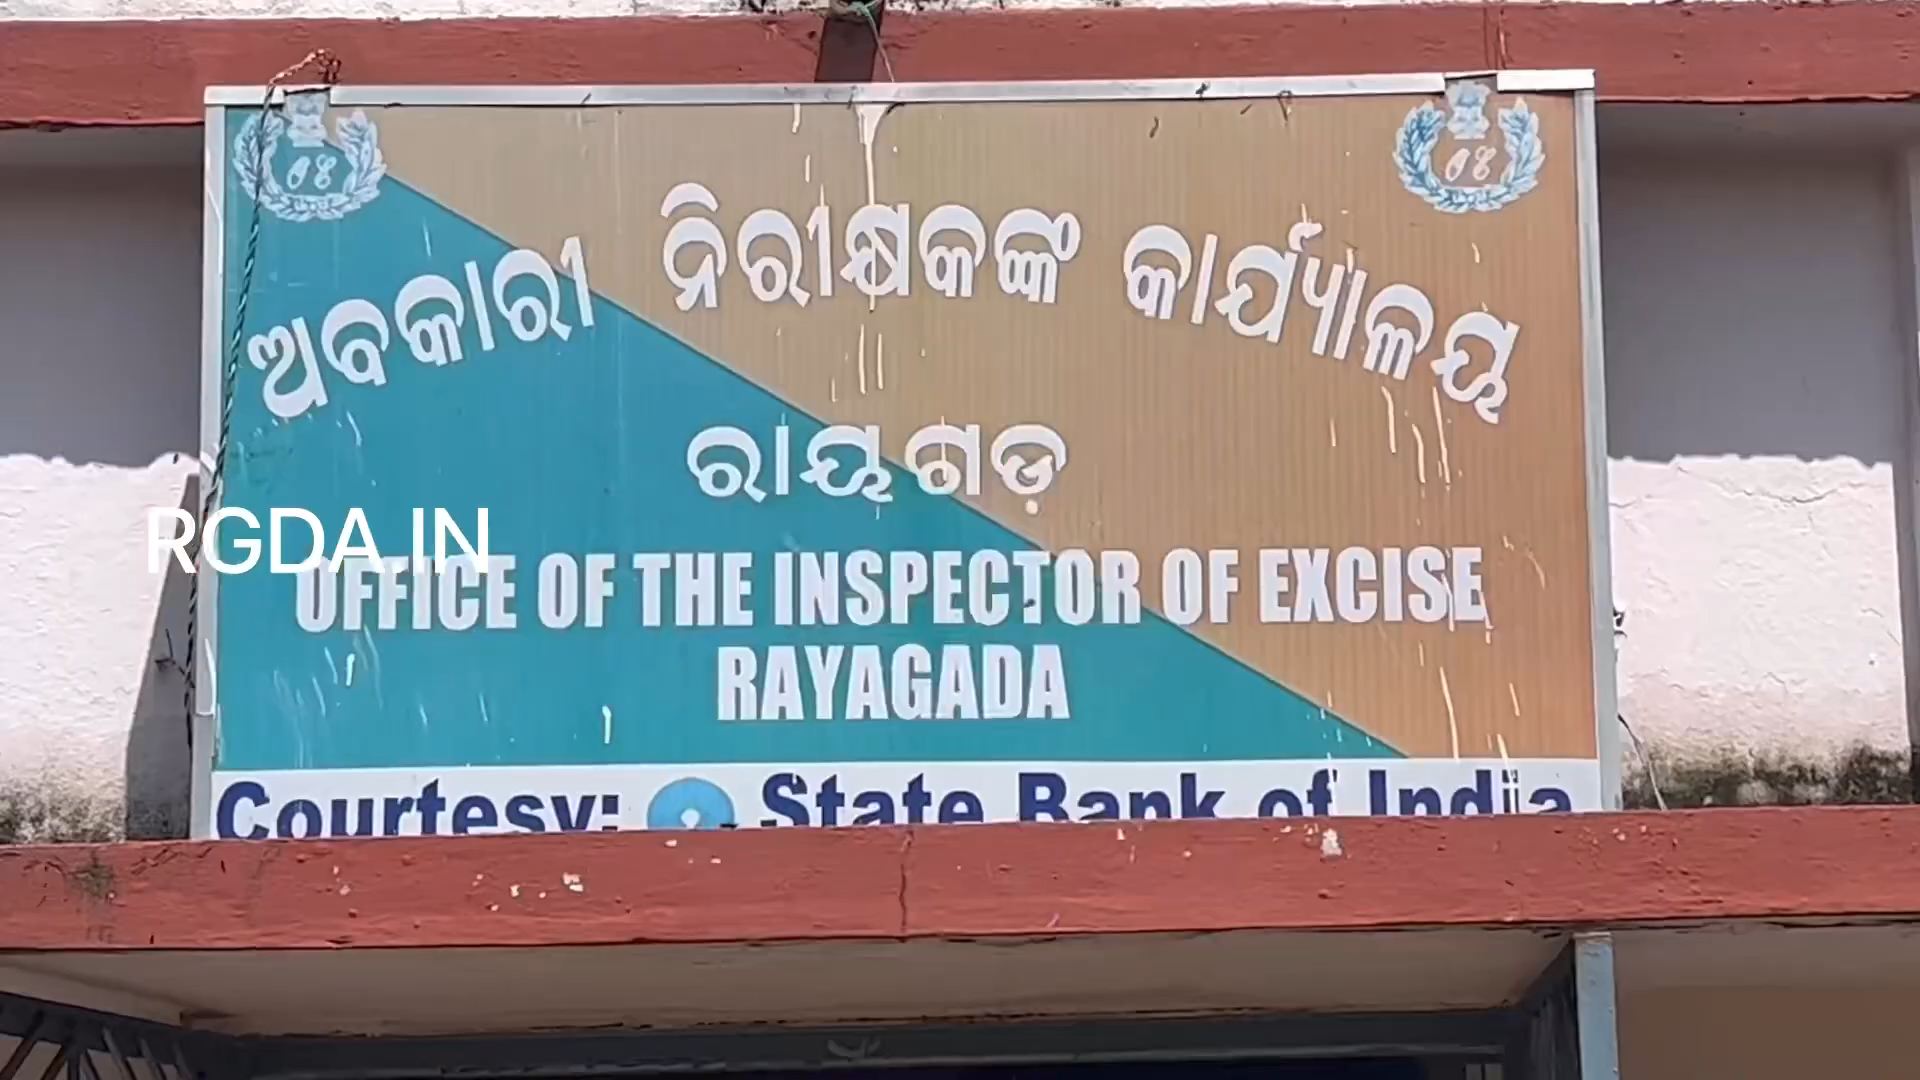 ଅବକାରୀ ନିରୀକ୍ଷକଙ୍କ କାର୍ଯ୍ୟାଳୟ
ରାୟଗଡ଼
RGDA.IN
OFFICE OF THE INSPECTOR OF EXCISE
RAYAGADA
Courtesy: State Bank of India